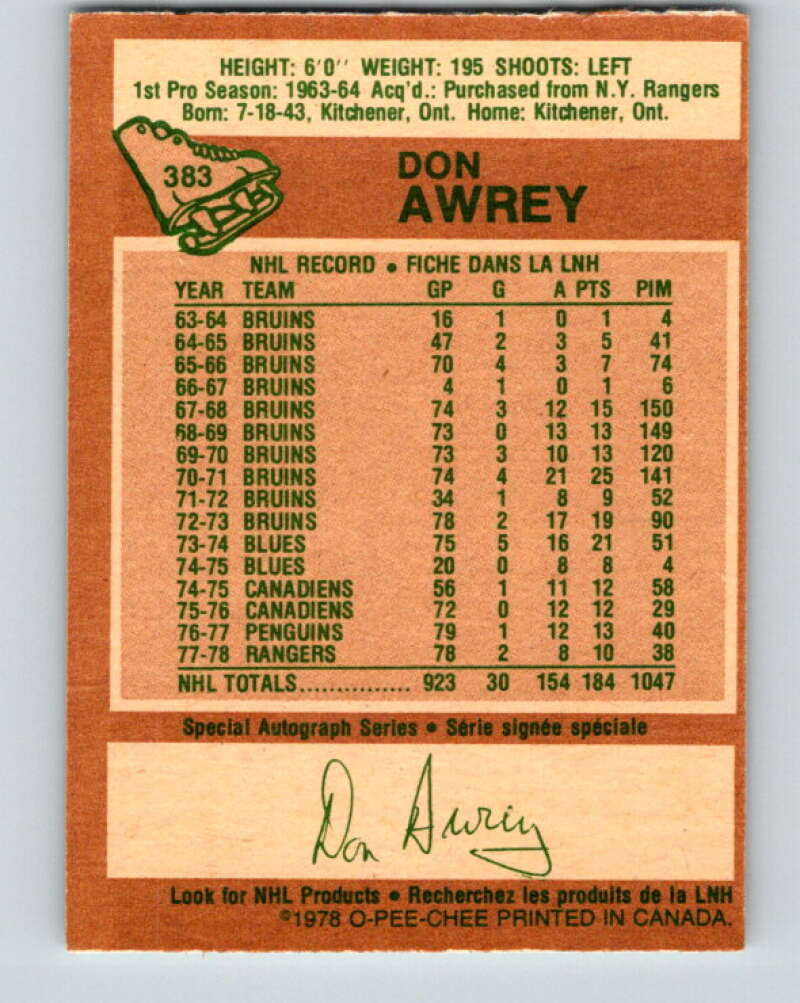 HEIGHT: 6'0'' WEIGHT: 195 SHOOTS: LEFT
1st Pro Season: 1963-64 Acq'd.: Purchased from N.Y. Rangers
Born: 7-18-43, Kitchener, Ont. Home: Kitchener, Ont.
383
DON
AWREY
NHL RECORD • FICHE DANS LA LNH
YEAR TEAM GP G A PTS PIM
63-64 BRUINS 16 1 0 1 4
64-65 BRUINS 47 2 3 5 41
65-66 BRUINS 70 4 3 7 74
66-67 BRUINS 4 1 0 1 6
67-68 BRUINS 74 3 12 15 150
68-69 BRUINS 73 0 13 13 149
69-70 BRUINS 73 3 10 13 120
70-71 BRUINS 74 4 21 25 141
71-72 BRUINS 34 1 8 9 52
72-73 BRUINS 78 2 17 19 90
73-74 BLUES 75 5 16 21 51
74-75 BLUES 20 0 8 8 4
74-75 CANADIENS 56 1 11 12 58
75-76 CANADIENS 72 0 12 12 29
76-77 PENGUINS 79 1 12 13 40
77-78 RANGERS 78 2 8 10 38
NHL TOTALS............... 923 30 154 184 1047
Special Autograph Series • Série signée spéciale
Don Awrey
Look for NHL Products • Recherchez les produits de la LNH
©1978 O-PEE-CHEE PRINTED IN CANADA.